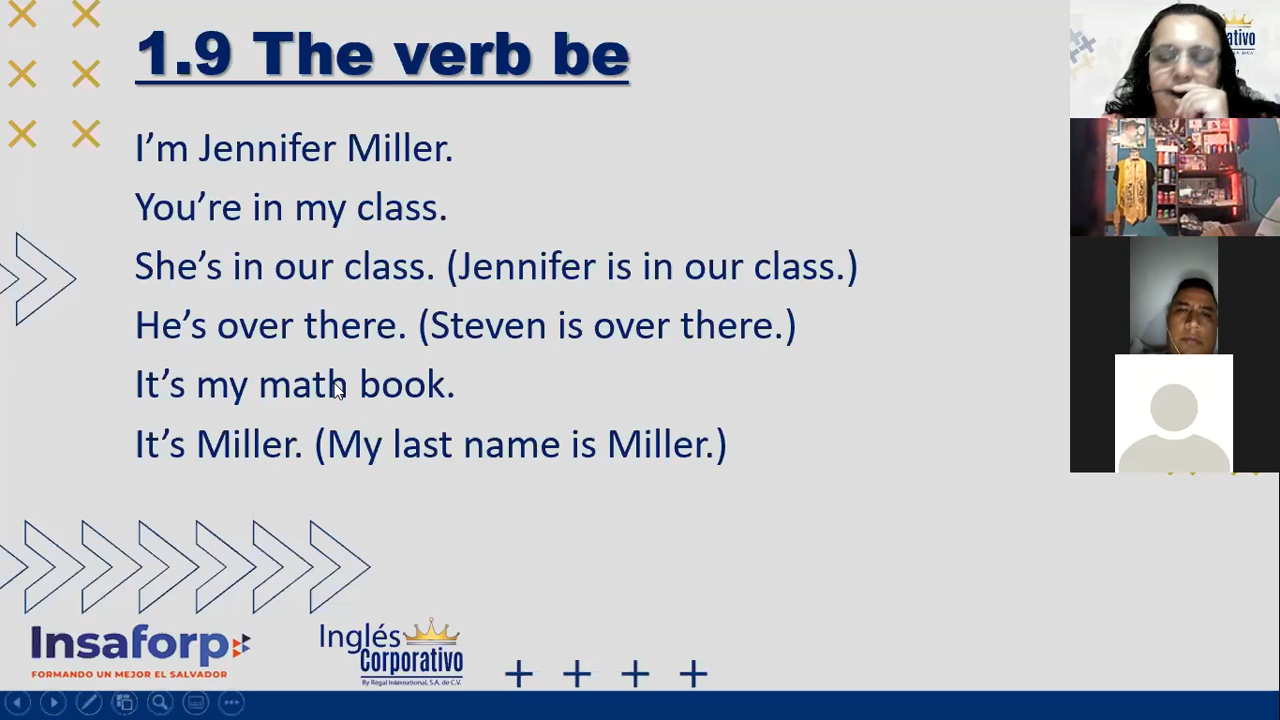 1.9 The verb be
I’m Jennifer Miller.
You’re in my class.
She’s in our class. (Jennifer is in our class.)
He’s over there. (Steven is over there.)
It’s my math book.
It’s Miller. (My last name is Miller.)
Insaforp
FORMANDO UN MEJOR EL SALVADOR
Inglés
Corporativo
By Regal International, S.A. de C.V.
ativo